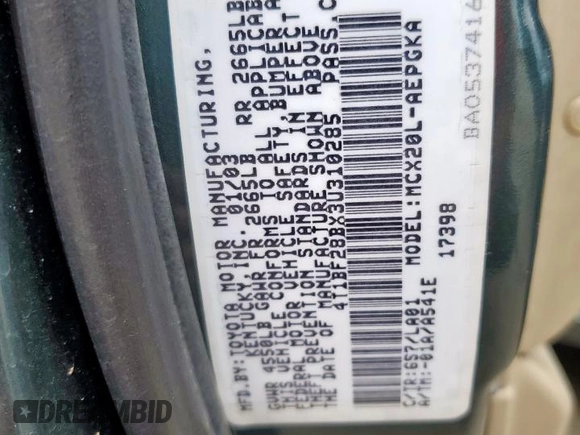 MFD.BY:TOYOTA MOTOR MANUFACTURING,
KENTUCKY,INC. 01/03
GVWR 4550LB GAWR FR 2665LB RR 2665LB
THIS VEHICLE CONFORMS TO ALL APPLICAB
FEDERAL MOTOR VEHICLE SAFETY,BUMPER,A
THEFT PREVENTION STANDARDS IN EFFECT
THE DATE OF MANUFACTURE SHOWN ABOVE
4T1BF28BX3U310285 PASS.C
C/TR:6S7/LA01 MODEL:MCX20L-AEPGKA
A/TM:-01A/A541E 17398
BA0537416
DREAMBID